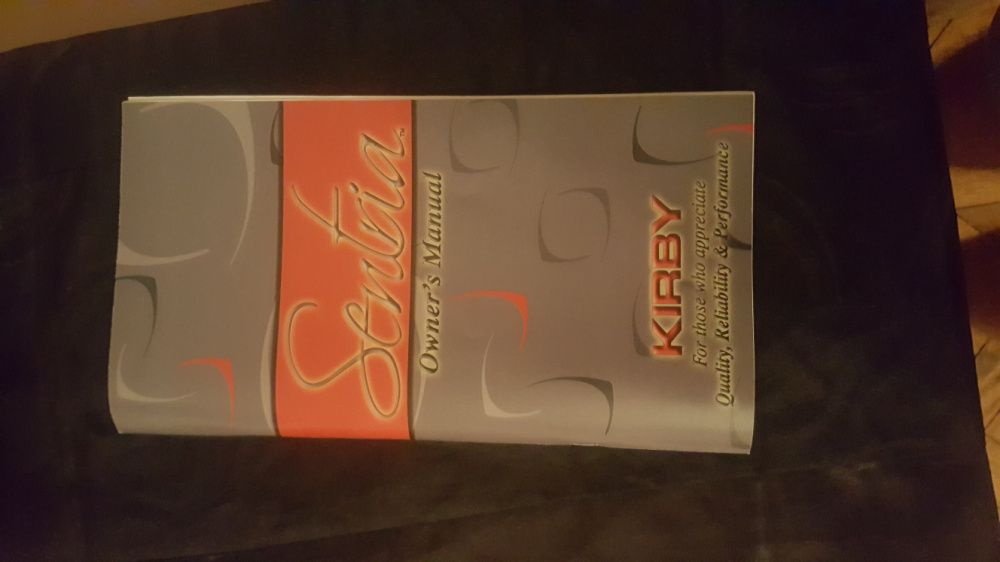 Sentria™
Owner's Manual
KIRBY
For those who appreciate
Quality, Reliability & Performance